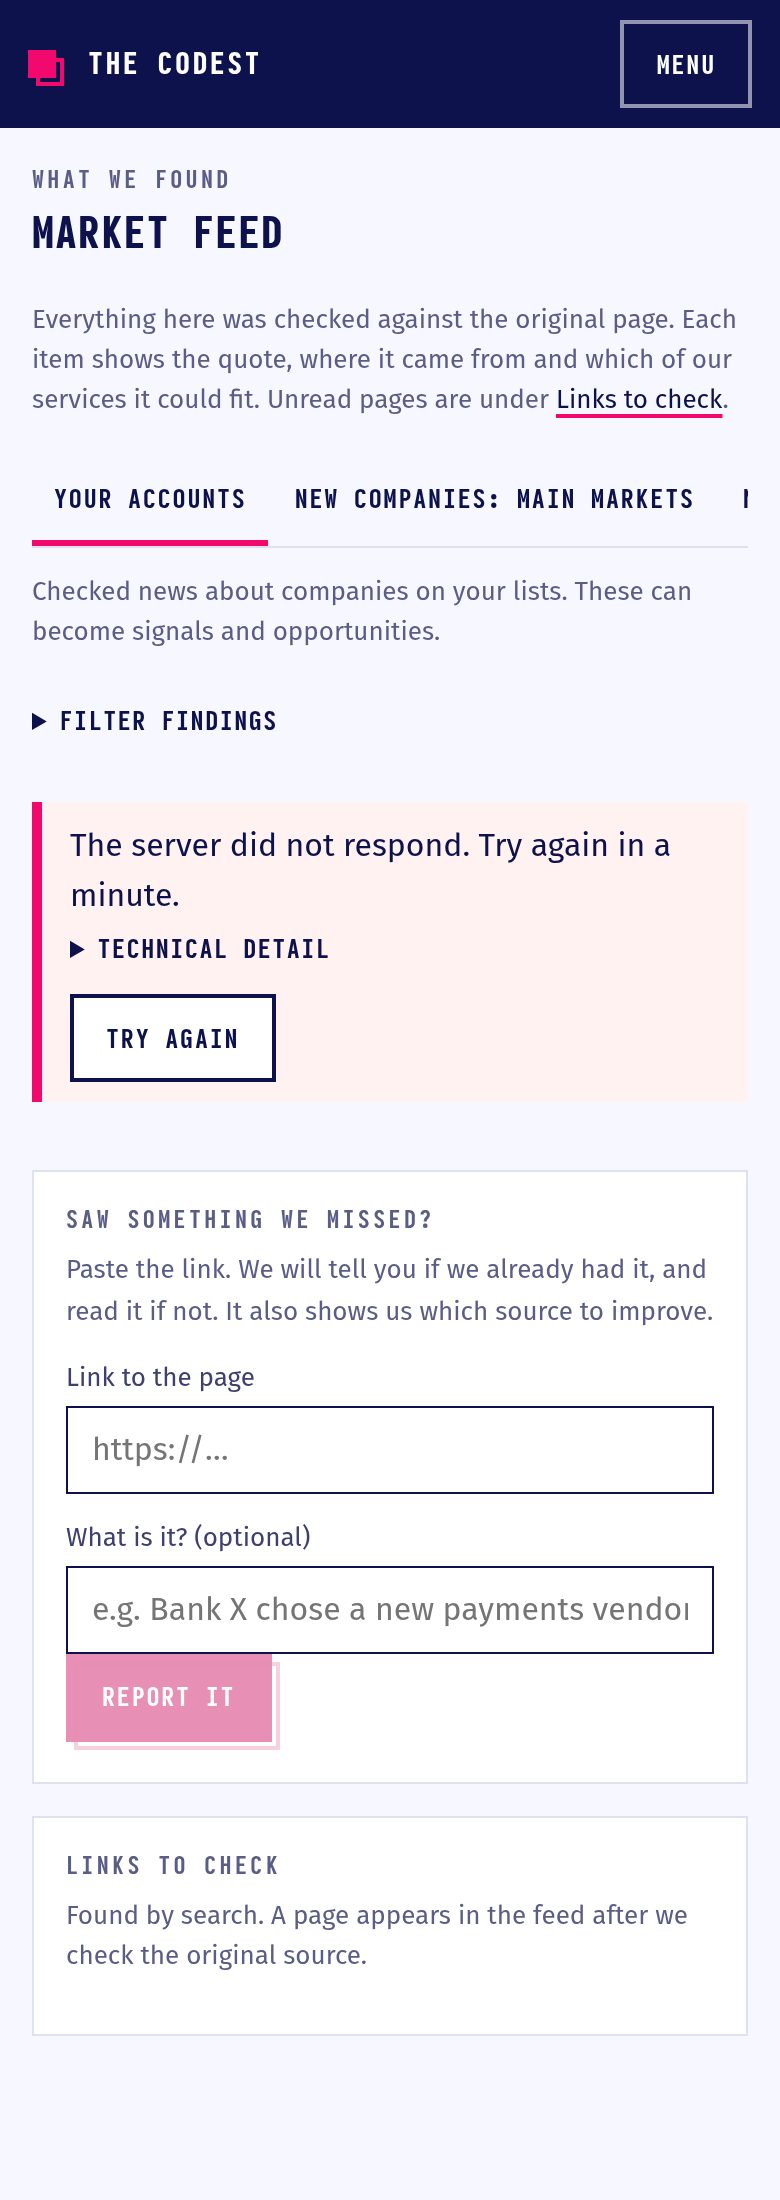 THE CODEST
MENU
WHAT WE FOUND
MARKET FEED
Everything here was checked against the original page. Each
item shows the quote, where it came from and which of our
services it could fit. Unread pages are under Links to check.
YOUR ACCOUNTS NEW COMPANIES: MAIN MARKETS
Checked news about companies on your lists. These can
become signals and opportunities.
▶ FILTER FINDINGS
The server did not respond. Try again in a
minute.
▶ TECHNICAL DETAIL
TRY AGAIN
SAW SOMETHING WE MISSED?
Paste the link. We will tell you if we already had it, and
read it if not. It also shows us which source to improve.
Link to the page
https://…
What is it? (optional)
e.g. Bank X chose a new payments vendor
REPORT IT
LINKS TO CHECK
Found by search. A page appears in the feed after we
check the original source.